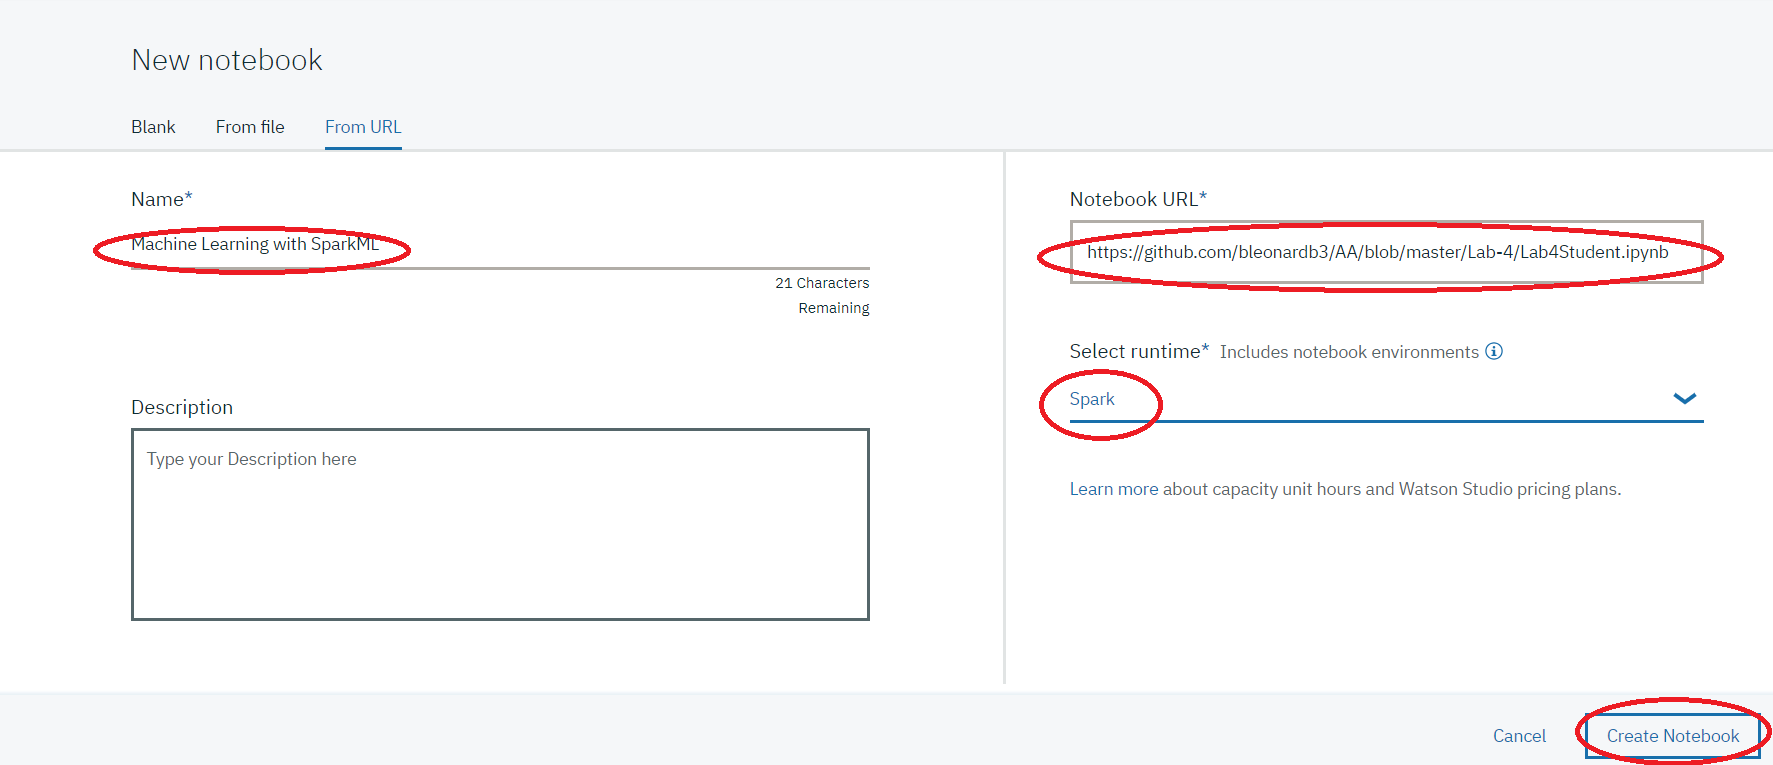 New notebook
Blank From file From URL
Name*
Machine Learning with SparkML
21 Characters
Remaining
Description
Type your Description here
Notebook URL*
https://github.com/bleonardb3/AA/blob/master/Lab-4/Lab4Student.ipynb
Select runtime* Includes notebook environments
Spark
Learn more about capacity unit hours and Watson Studio pricing plans.
Cancel Create Notebook